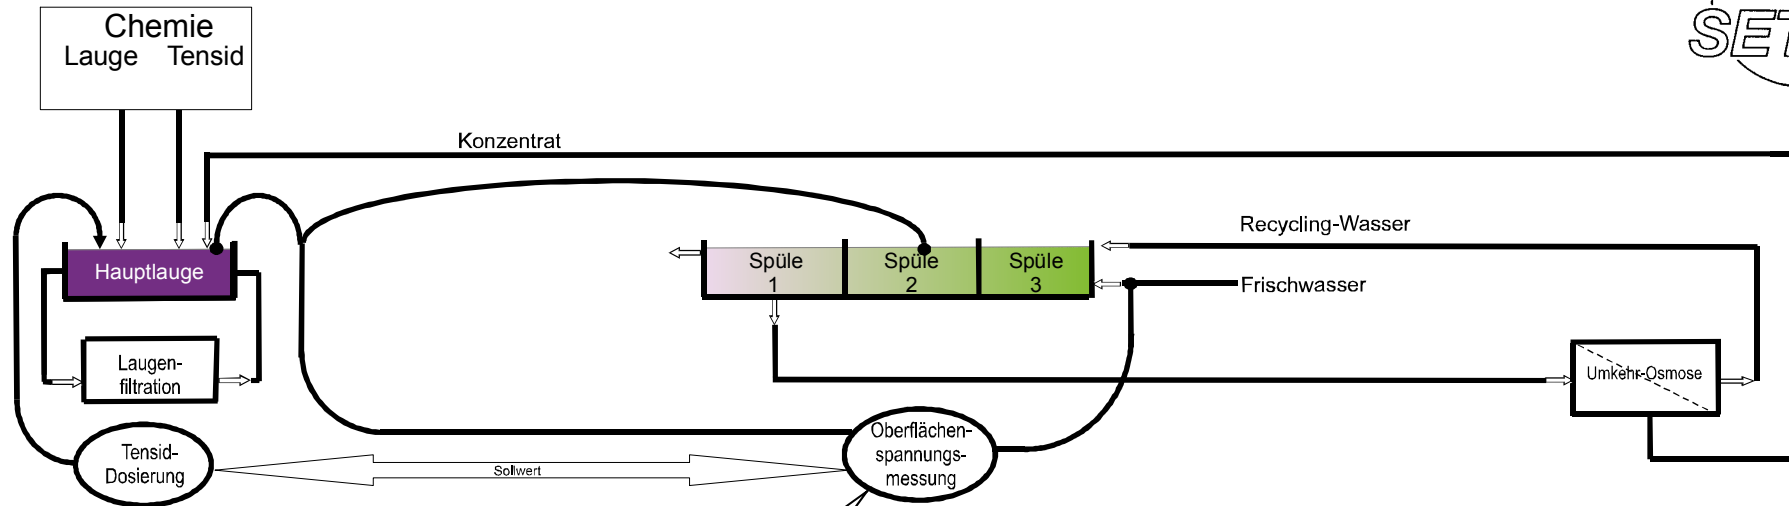 Chemie
Lauge Tensid
Konzentrat
Recycling-Wasser
Hauptlauge
Spüle
1
Spüle
2
Spüle
3
Frischwasser
Laugen-
filtration
Umkehr-Osmose
Tensid-
Dosierung
Sollwert
Oberflächen-
spannungs-
messung